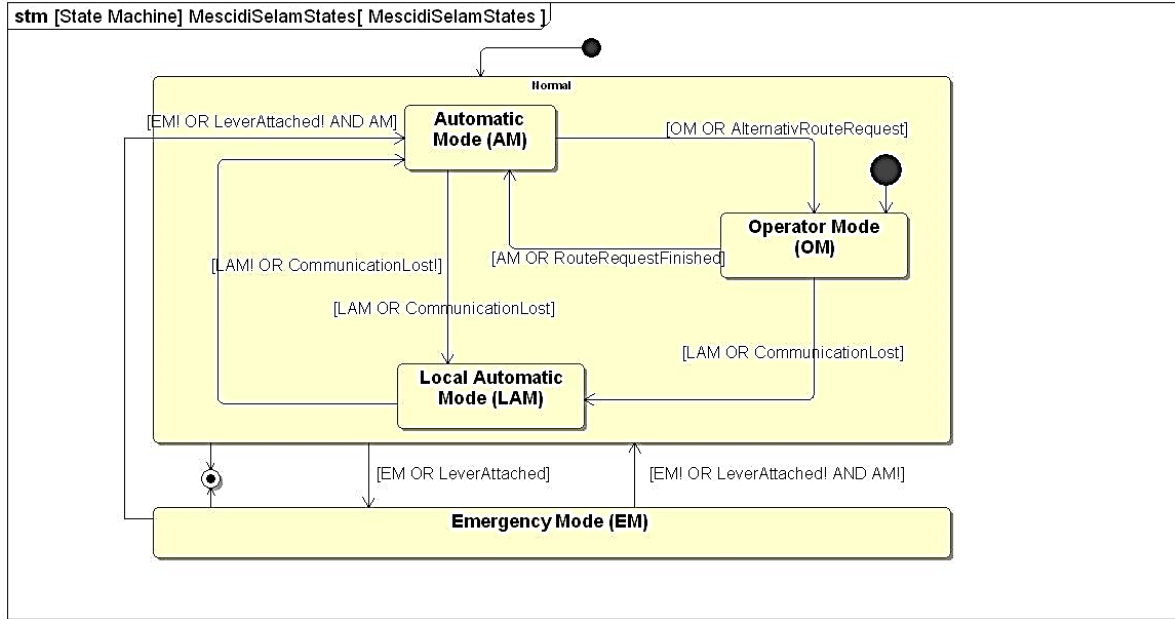 stm [State Machine] MescidiSelamStates[ MescidiSelamStates ]
Normal
[EM! OR LeverAttached! AND AM]
Automatic
Mode (AM)
[OM OR AlternativRouteRequest]
Operator Mode
(OM)
[LAM! OR CommunicationLost!]
[AM OR RouteRequestFinished]
[LAM OR CommunicationLost]
[LAM OR CommunicationLost]
Local Automatic
Mode (LAM)
[EM OR LeverAttached]
[EM! OR LeverAttached! AND AM!]
Emergency Mode (EM)